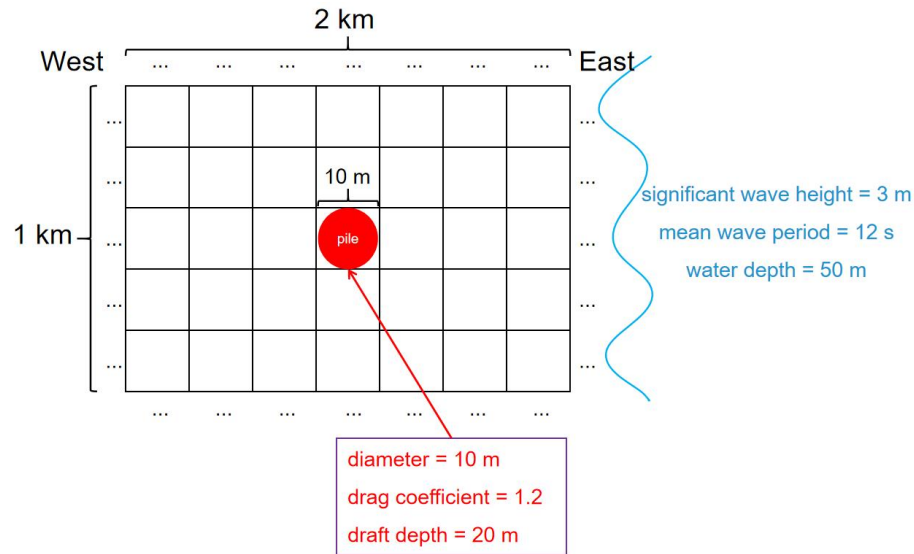 2 km
West
East
... ... ... ... ... ... ...
... ...
10 m
... ...
significant wave height = 3 m
1 km
... pile ...
mean wave period = 12 s
water depth = 50 m
... ...
... ...
... ... ... ... ... ... ...
diameter = 10 m
drag coefficient = 1.2
draft depth = 20 m